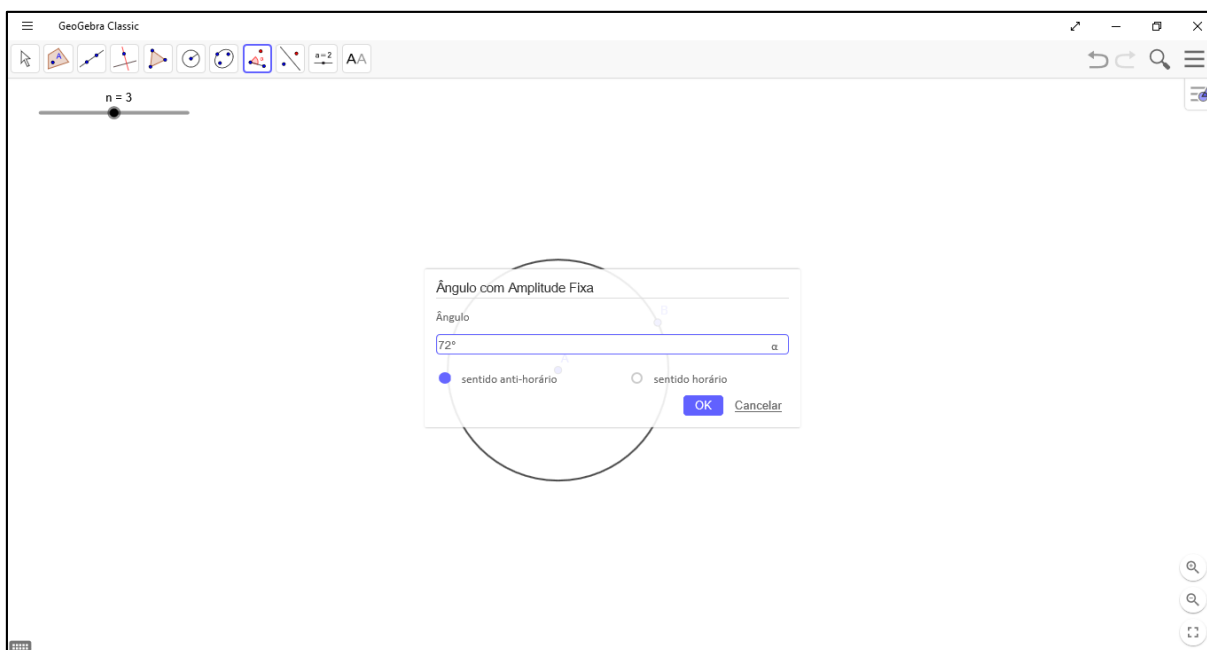 GeoGebra Classic
a=2 AA
n = 3
Ângulo com Amplitude Fixa
Ângulo
B
72° α
A
sentido anti-horário sentido horário
OK Cancelar